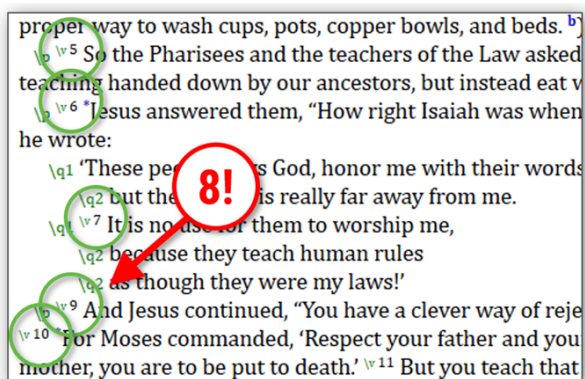 proper way to wash cups, pots, copper bowls, and beds. b)
\p \v 5 So the Pharisees and the teachers of the Law asked
teaching handed down by our ancestors, but instead eat w
\p \v 6 *Jesus answered them, “How right Isaiah was when
he wrote:
\q1 ‘These God, honor me with their words
8!
\q2 but is really far away from me.
\q1 \v 7 It is no use for them to worship me,
\q2 because they teach human rules
\q2 as though they were my laws!’
\p \v 9 And Jesus continued, “You have a clever way of reje
\v 10 *For Moses commanded, ‘Respect your father and you
mother, you are to be put to death.’ \v 11 But you teach that